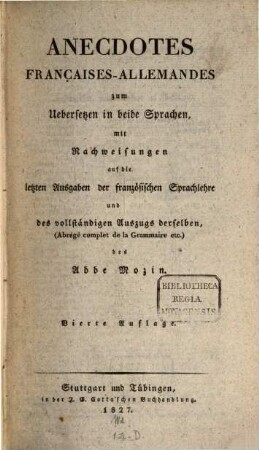 ANECDOTES
FRANÇAISES-ALLEMANDES
zum
Uebersetzen in beide Sprachen,
mit
Nachweisungen
auf die
letzten Ausgaben der französischen Sprachlehre
und
des vollständigen Auszugs derselben,
(Abrégé complet de la Grammaire etc.)
des
Abbe Mozin.
BIBLIOTHECA
REGIA
MONACENSIS
Vierte Auflage.
Stuttgart und Tübingen,
in der J. G. Cotta'schen Buchhandlung.
1827.